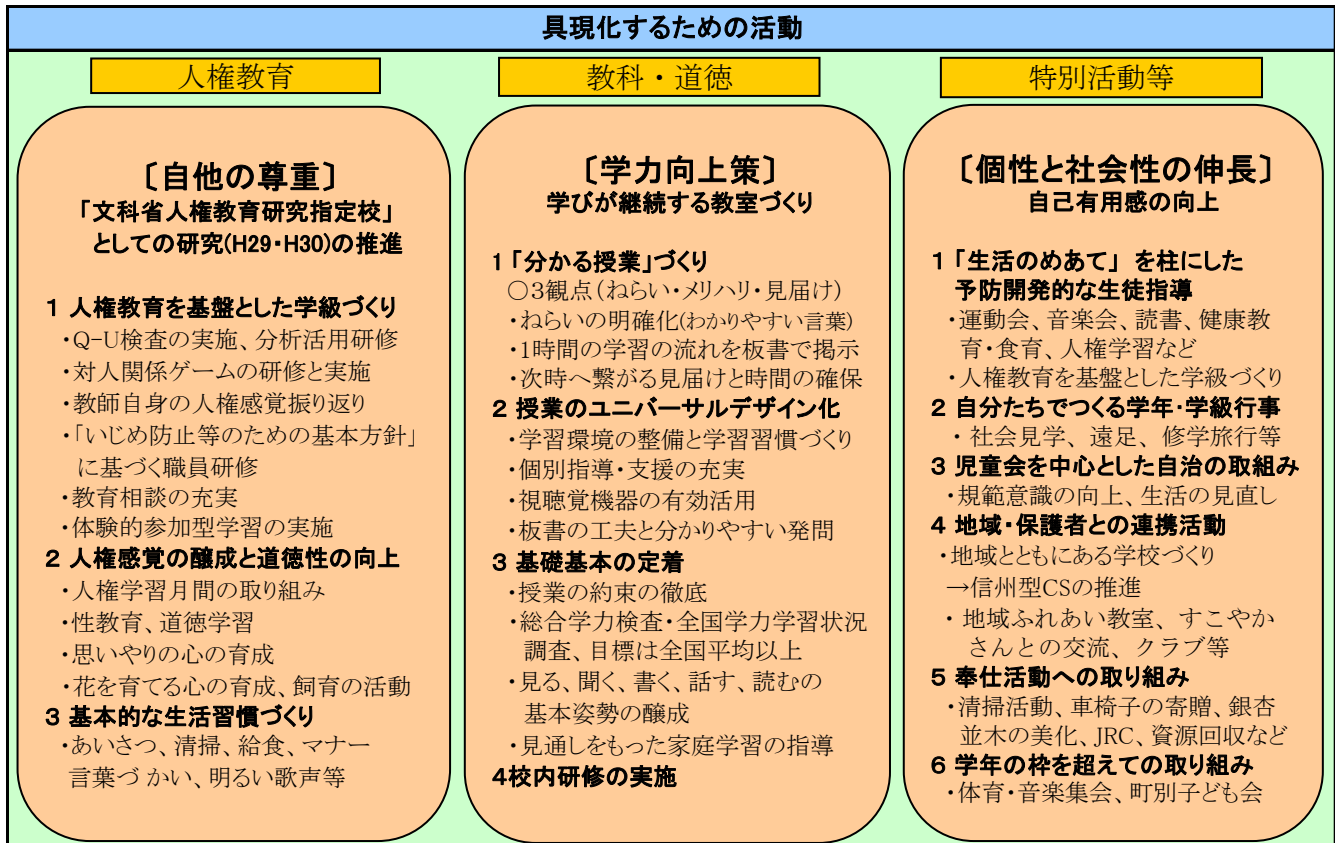 具現化するための活動
人権教育
〔自他の尊重〕
「文科省人権教育研究指定校」
としての研究(H29・H30)の推進
1 人権教育を基盤とした学級づくり
・Q-U検査の実施、分析活用研修
・対人関係ゲームの研修と実施
・教師自身の人権感覚振り返り
・「いじめ防止等のための基本方針」
に基づく職員研修
・教育相談の充実
・体験的参加型学習の実施
2 人権感覚の醸成と道徳性の向上
・人権学習月間の取り組み
・性教育、道徳学習
・思いやりの心の育成
・花を育てる心の育成、飼育の活動
3 基本的な生活習慣づくり
・あいさつ、清掃、給食、マナー
言葉づ かい、明るい歌声等
教科・道徳
〔学力向上策〕
学びが継続する教室づくり
1 「分かる授業」づくり
○3観点(ねらい・メリハリ・見届け)
・ねらいの明確化(わかりやすい言葉)
・1時間の学習の流れを板書で掲示
・次時へ繋がる見届けと時間の確保
2 授業のユニバーサルデザイン化
・学習環境の整備と学習習慣づくり
・個別指導・支援の充実
・視聴覚機器の有効活用
・板書の工夫と分かりやすい発問
3 基礎基本の定着
・授業の約束の徹底
・総合学力検査・全国学力学習状況
調査、目標は全国平均以上
・見る、聞く、書く、話す、読むの
基本姿勢の醸成
・見通しをもった家庭学習の指導
4校内研修の実施
特別活動等
〔個性と社会性の伸長〕
自己有用感の向上
1 「生活のめあて」 を柱にした
予防開発的な生徒指導
・運動会、音楽会、読書、健康教
育・食育、人権学習など
・人権教育を基盤とした学級づくり
2 自分たちでつくる学年・学級行事
・ 社会見学、遠足、修学旅行等
3 児童会を中心とした自治の取組み
・規範意識の向上、生活の見直し
4 地域・保護者との連携活動
・地域とともにある学校づくり
→信州型CSの推進
・ 地域ふれあい教室、 すこやか
さんとの交流、クラブ等
5 奉仕活動への取り組み
・清掃活動、車椅子の寄贈、銀杏
並木の美化、JRC、資源回収など
6 学年の枠を超えての取り組み
・体育・音楽集会、町別子ども会